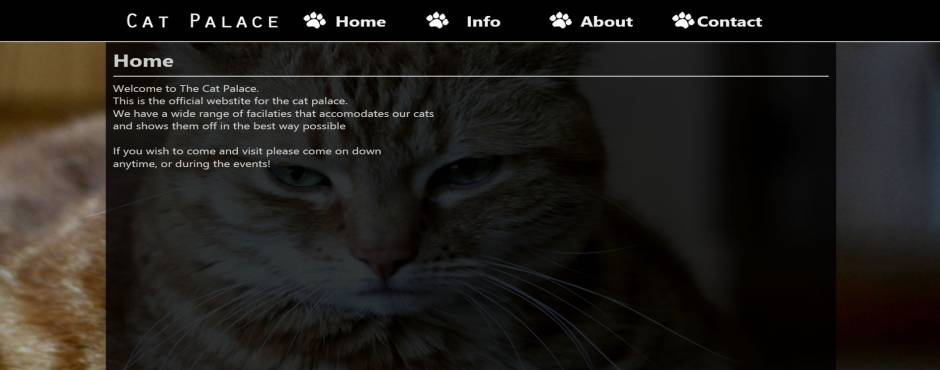 Cat Palace Home Info About Contact
Home
Welcome to The Cat Palace.
This is the official webstite for the cat palace.
We have a wide range of facilaties that accomodates our cats
and shows them off in the best way possible
If you wish to come and visit please come on down
anytime, or during the events!